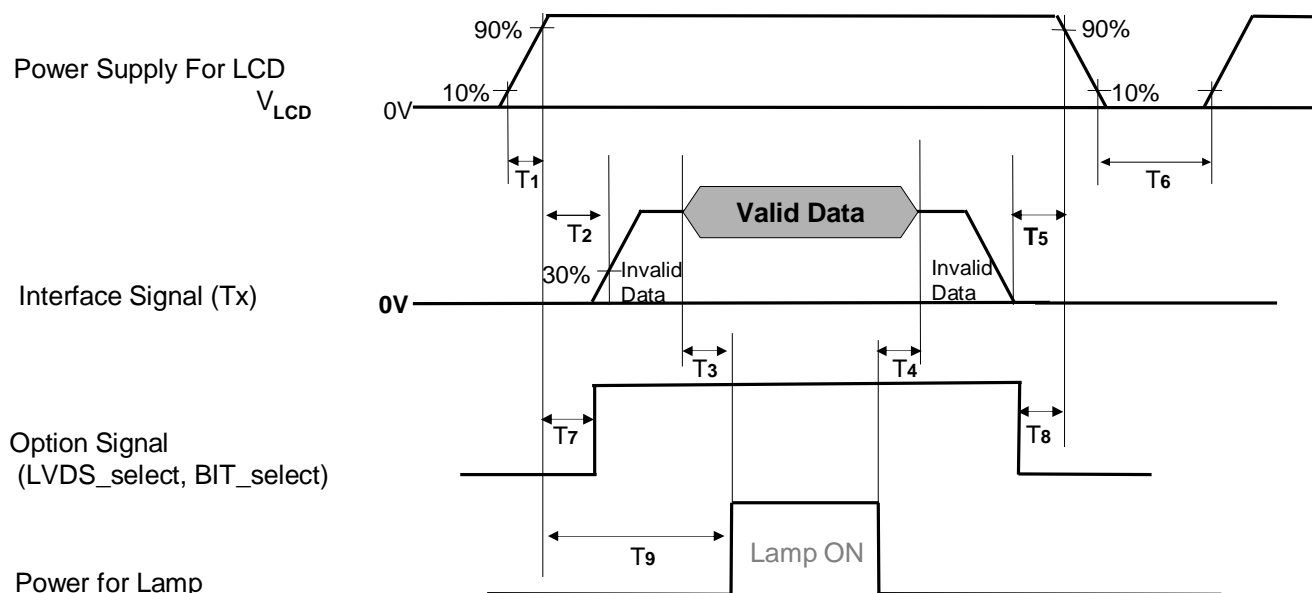 90%
90%
Power Supply For LCD
10%
10%
VLCD
0V
T1
T6
Valid Data
T2
T5
30%
Invalid
Data
Invalid
Data
Interface Signal (Tx)
0V
T3
T4
T7
T8
Option Signal
(LVDS_select, BIT_select)
T9
Lamp ON
Power for Lamp